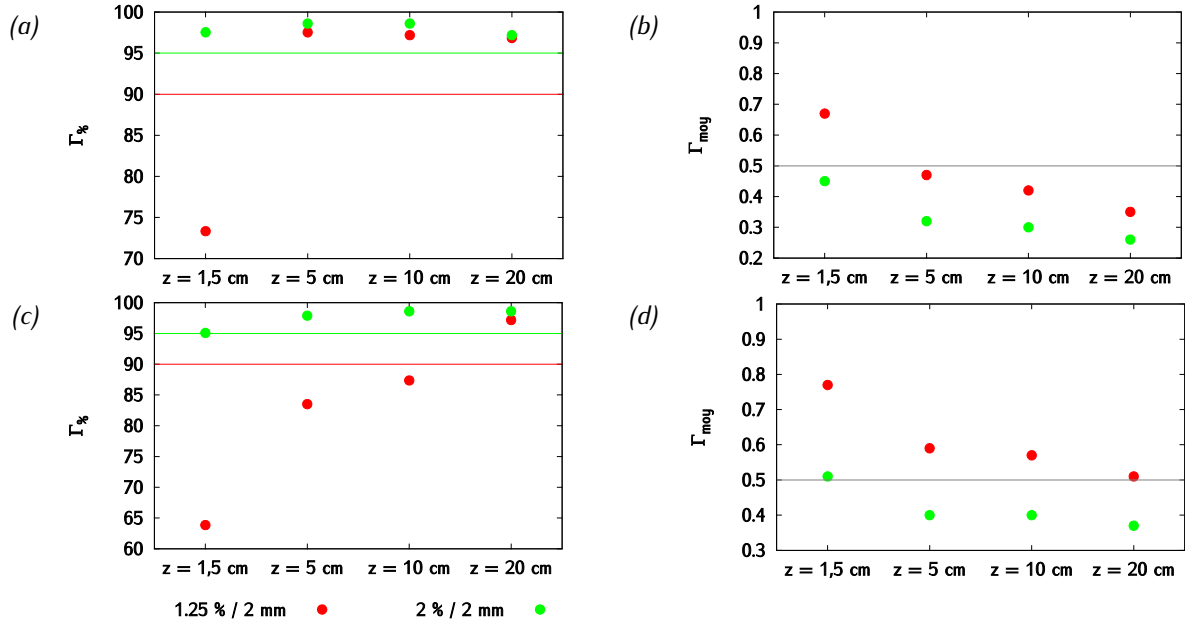 (a)
100
95
90
85
80
75
70
Γ%
z = 1,5 cm z = 5 cm z = 10 cm z = 20 cm
(b)
1
0.9
0.8
0.7
0.6
0.5
0.4
0.3
0.2
Γmoy
z = 1,5 cm z = 5 cm z = 10 cm z = 20 cm
(c)
100
95
90
85
80
75
70
65
60
Γ%
z = 1,5 cm z = 5 cm z = 10 cm z = 20 cm
(d)
1
0.9
0.8
0.7
0.6
0.5
0.4
0.3
Γmoy
z = 1,5 cm z = 5 cm z = 10 cm z = 20 cm
1.25 % / 2 mm 2 % / 2 mm